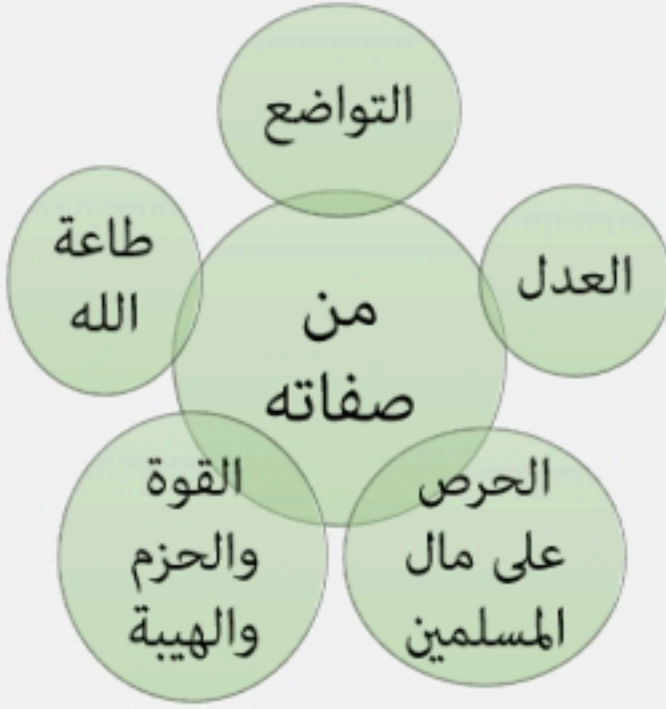 التواضع
العدل
طاعة
الله
من
صفاته
الحرص
على مال
المسلمين
القوة
والحزم
والهيبة